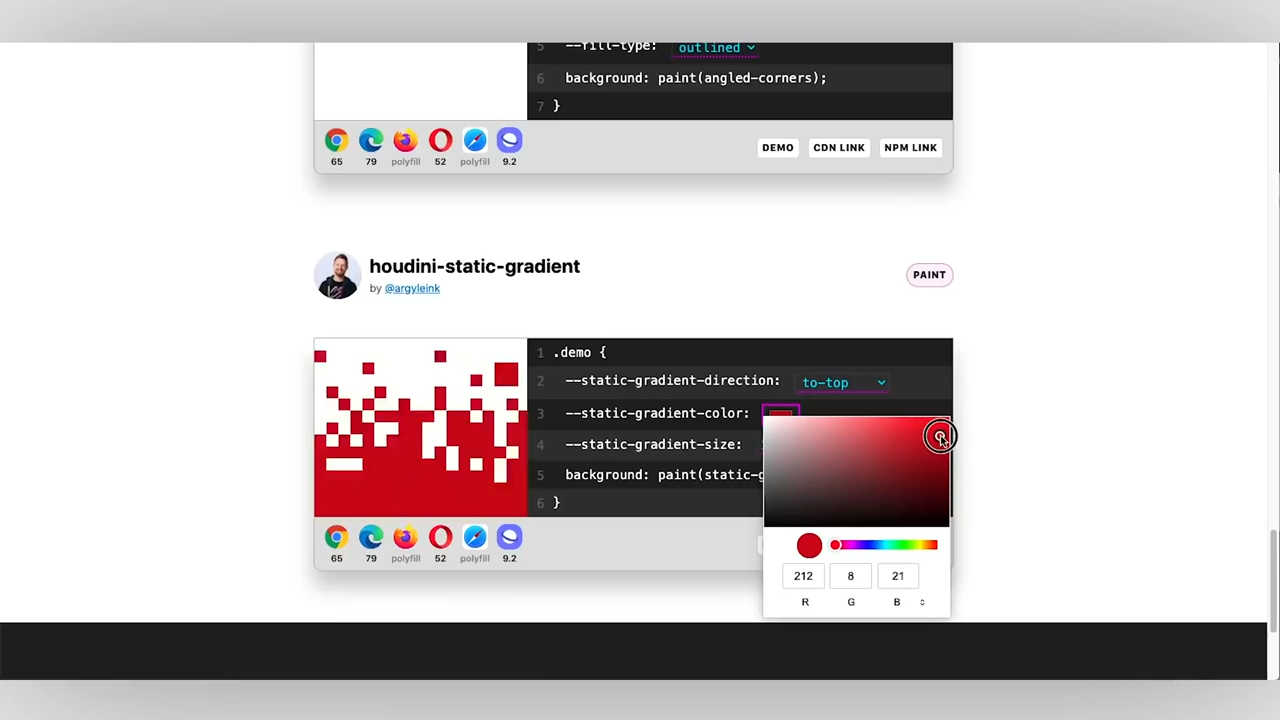 5 --fill-type: outlined
6 background: paint(angled-corners);
7 }
65 79 polyfill 52 polyfill 9.2
DEMO CDN LINK NPM LINK
houdini-static-gradient
by @argyleink
PAINT
1 .demo {
2 --static-gradient-direction: to-top
3 --static-gradient-color:
4 --static-gradient-size:
5 background: paint(static-g
6 }
65 79 polyfill 52 polyfill 9.2
212 8 21
R G B